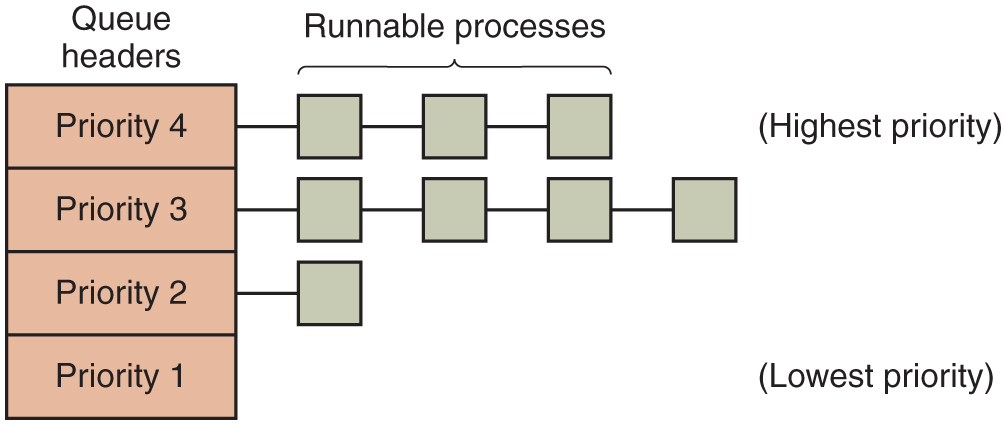 Queue
headers
Runnable processes
Priority 4
(Highest priority)
Priority 3
Priority 2
Priority 1
(Lowest priority)